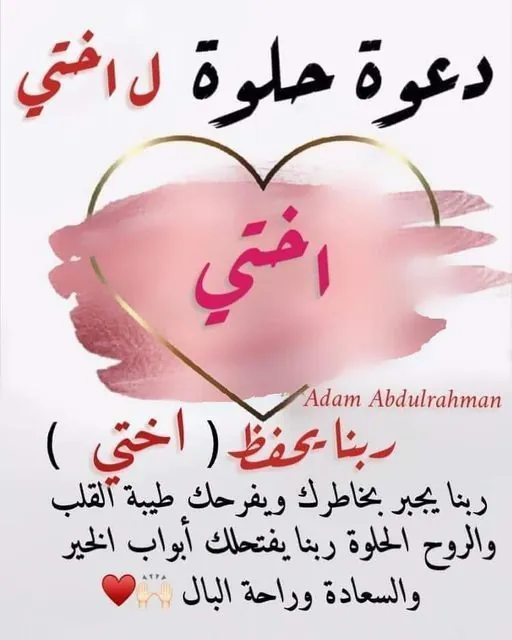 دعوة حلوة ل اختي
اختي
Adam Abdulrahman
ربنا يحفظ ( اختي )
ربنا يجبر بخاطرك ويفرحك طيبة القلب
والروح الحلوة ربنا يفتحلك أبواب الخير
والسعادة وراحة البال 🙌🏻♥️